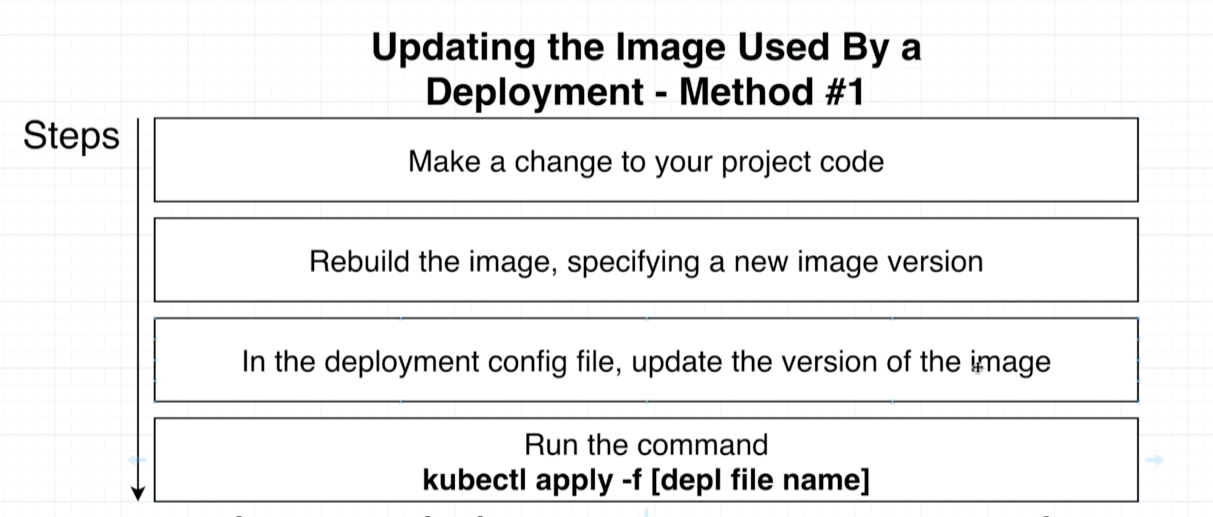 Updating the Image Used By a
Deployment - Method #1
Steps
Make a change to your project code
Rebuild the image, specifying a new image version
In the deployment config file, update the version of the image
Run the command
kubectl apply -f [depl file name]